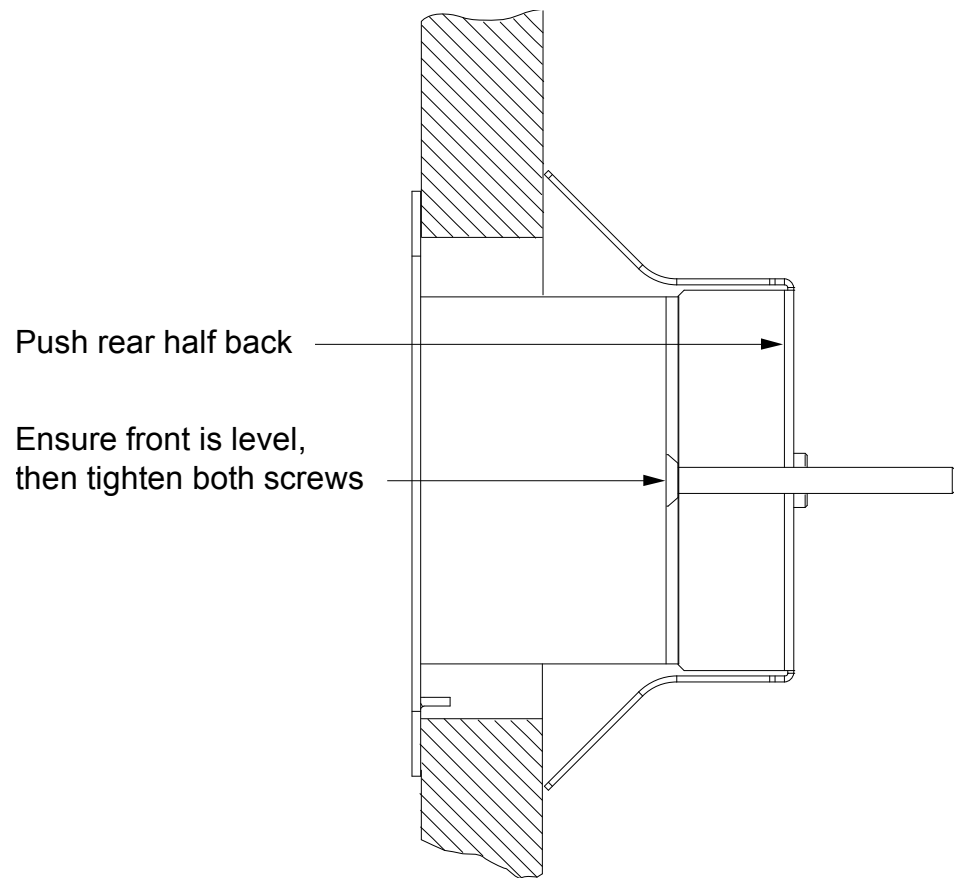 Push rear half back
Ensure front is level,
then tighten both screws